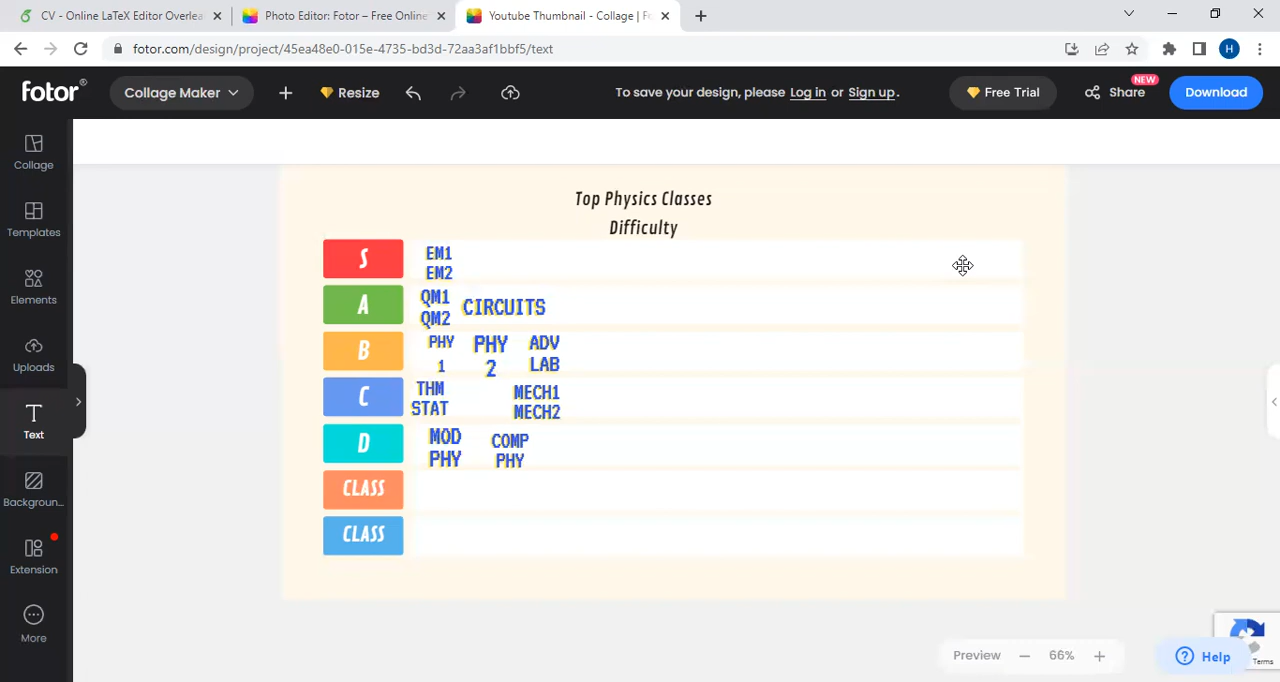 CV - Online LaTeX Editor Overlea
Photo Editor: Fotor – Free Online
Youtube Thumbnail - Collage | Fo
fotor.com/design/project/45ea48e0-015e-4735-bd3d-72aa3af1bbf5/text
H
fotor®
Collage Maker
Resize
To save your design, please Log in or Sign up.
Free Trial
Share
NEW
Download
Collage
Templates
Elements
Uploads
Text
Backgroun...
Extension
More
Top Physics Classes
Difficulty
S
EM1
EM2
A
QM1
QM2
CIRCUITS
B
PHY
1
PHY
2
ADV
LAB
C
THM
STAT
MECH1
MECH2
D
MOD
PHY
COMP
PHY
CLASS
CLASS
Preview
66%
Help
Terms